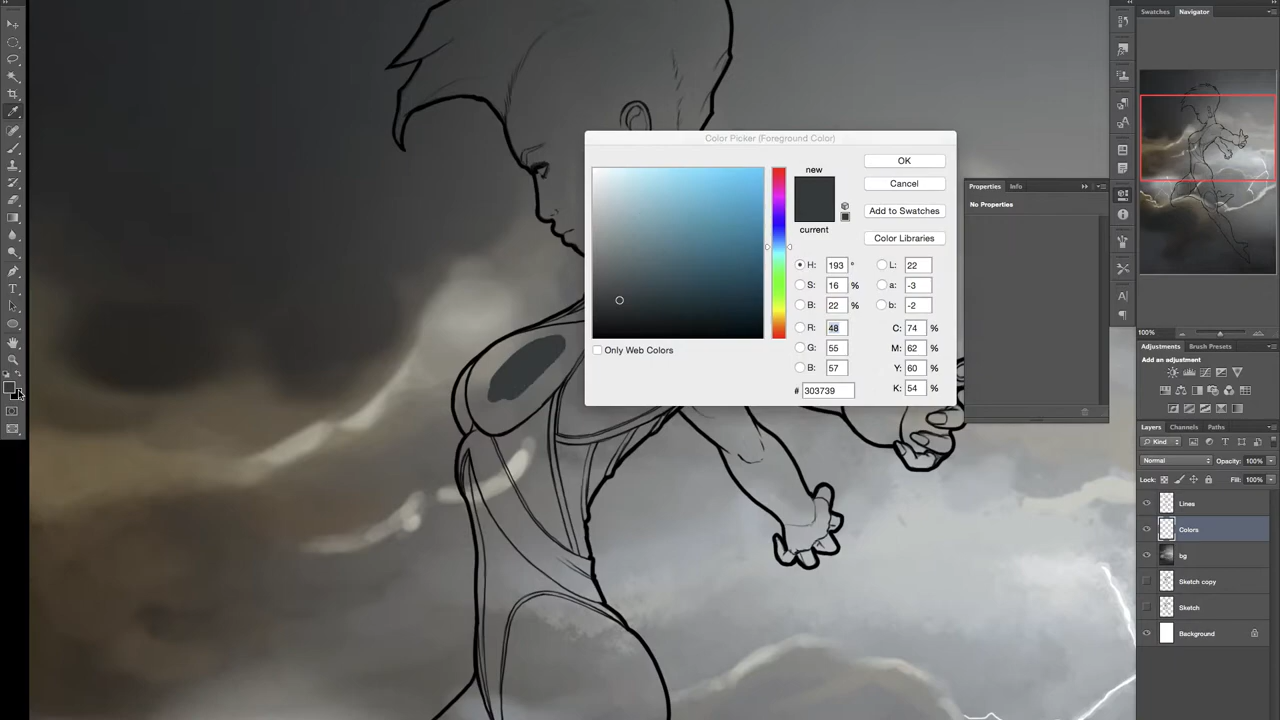 Swatches Navigator
Color Picker (Foreground Color)
new
current
OK
Cancel
Add to Swatches
Color Libraries
H: 193 °
S: 16 %
B: 22 %
R: 48
G: 55
B: 57
L: 22
a: -3
b: -2
C: 74 %
M: 62 %
Y: 60 %
K: 54 %
# 303739
Only Web Colors
Properties Info
No Properties
100%
Adjustments Brush Presets
Add an adjustment
Layers Channels Paths
Kind
Normal Opacity: 100%
Lock: Fill: 100%
Lines
Colors
bg
Sketch copy
Sketch
Background